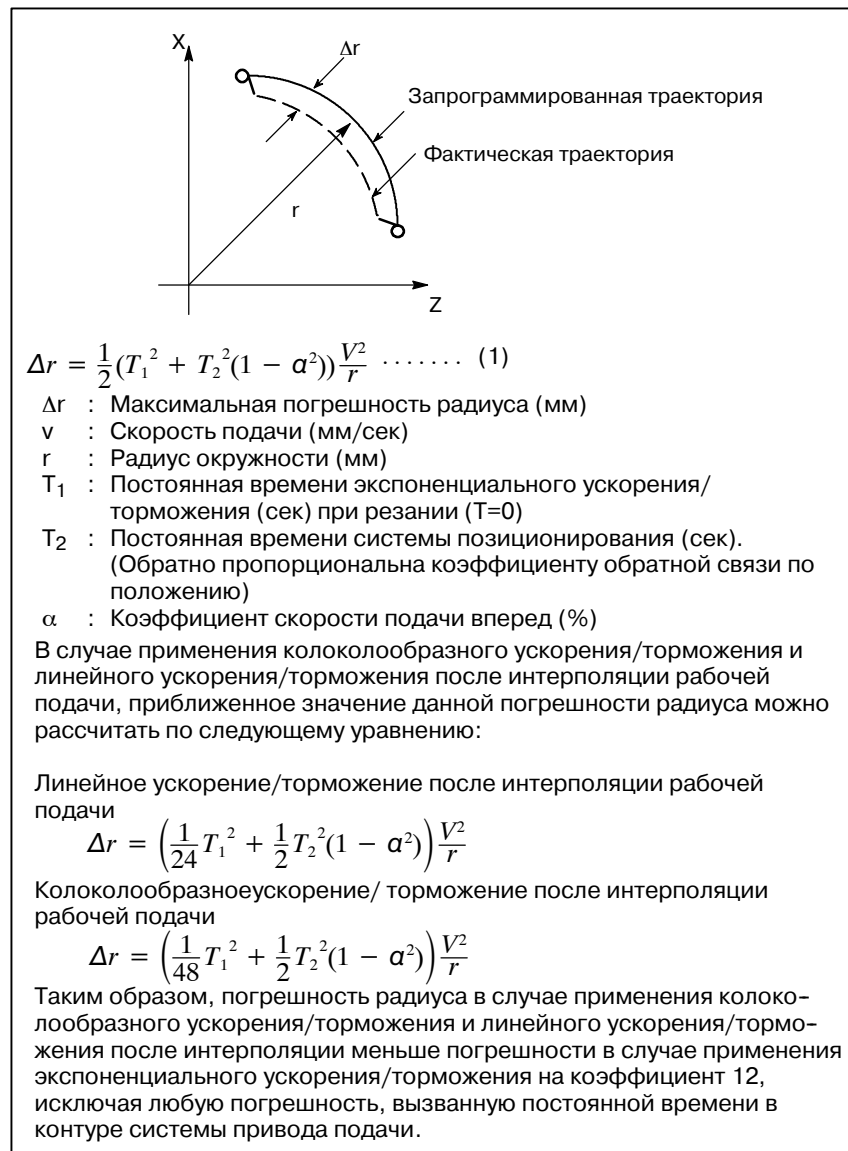 X
Δr
Запрограммированная траектория
Фактическая траектория
r
Z
Δr = 1/2 (T₁² + T₂²(1 − α²)) V²/r ······· (1)
Δr : Максимальная погрешность радиуса (мм)
v : Скорость подачи (мм/сек)
r : Радиус окружности (мм)
T₁ : Постоянная времени экспоненциального ускорения/
торможения (сек) при резании (T=0)
T₂ : Постоянная времени системы позиционирования (сек).
(Обратно пропорциональна коэффициенту обратной связи по
положению)
α : Коэффициент скорости подачи вперед (%)
В случае применения колоколообразного ускорения/торможения и
линейного ускорения/торможения после интерполяции рабочей
подачи, приближенное значение данной погрешности радиуса можно
рассчитать по следующему уравнению:
Линейное ускорение/торможение после интерполяции рабочей
подачи
Δr = (1/24 T₁² + 1/2 T₂²(1 − α²)) V²/r
Колоколообразноеускорение/ торможение после интерполяции
рабочей подачи
Δr = (1/48 T₁² + 1/2 T₂²(1 − α²)) V²/r
Таким образом, погрешность радиуса в случае применения колоко-
лообразного ускорения/торможения и линейного ускорения/тормо-
жения после интерполяции меньше погрешности в случае применения
экспоненциального ускорения/торможения на коэффициент 12,
исключая любую погрешность, вызванную постоянной времени в
контуре системы привода подачи.